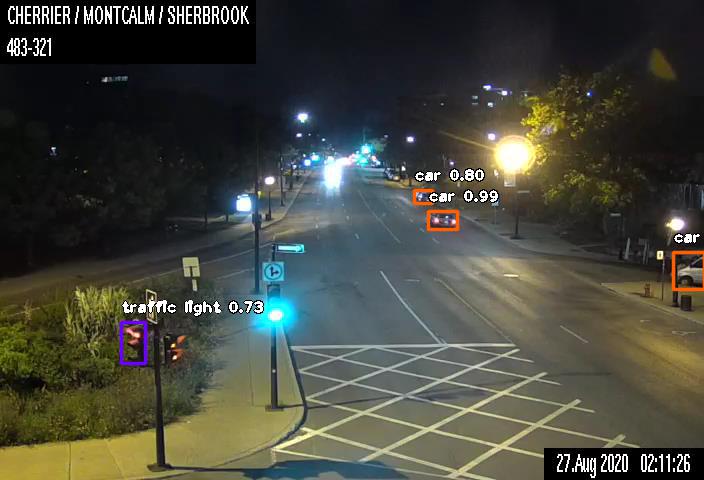 CHERRIER / MONTCALM / SHERBROOK
483-321
car 0.80
car 0.99
car
traffic light 0.73
27.Aug 2020 02:11:26